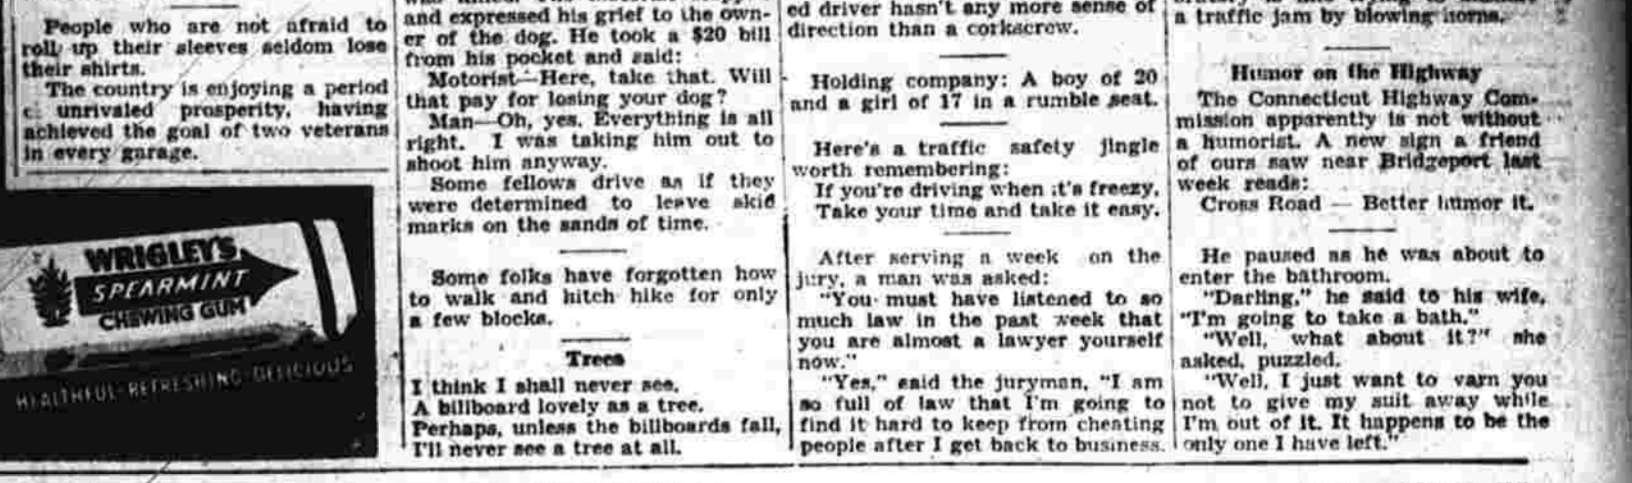 People who are not afraid to
roll up their sleeves seldom lose
their shirts.
The country is enjoying a period
unrivaled prosperity, having
achieved the goal of two veterans
in every garage.
WRIGLEY'S
SPEARMINT
CHEWING GUM
HEALTHFUL·REFRESHING·DELICIOUS
and expressed his grief to the own-
er of the dog. He took a $20 bill
from his pocket and said:
Motorist—Here, take that. Will
that pay for losing your dog?
Man—Oh, yes. Everything is all
right. I was taking him out to
shoot him anyway.
Some fellows drive as if they
were determined to leave skid
marks on the sands of time.
Some folks have forgotten how
to walk and hitch hike for only
a few blocks.
Trees
I think I shall never see,
A billboard lovely as a tree.
Perhaps, unless the billboards fall,
I'll never see a tree at all.
ed driver hasn't any more sense of
direction than a corkscrew.
Holding company: A boy of 20
and a girl of 17 in a rumble seat.
Here's a traffic safety jingle
worth remembering:
If you're driving when it's freezy,
Take your time and take it easy.
After serving a week on the
jury, a man was asked:
"You must have listened to so
much law in the past week that
you are almost a lawyer yourself
now."
"Yes," said the juryman, "I am
so full of law that I'm going to
find it hard to keep from cheating
people after I get back to business.
a traffic jam by blowing horns.
Humor on the Highway
The Connecticut Highway Com-
mission apparently is not without
a humorist. A new sign a friend
of ours saw near Bridgeport last
week reads:
Cross Road — Better humor it.
He paused as he was about to
enter the bathroom.
"Darling," he said to his wife,
"I'm going to take a bath."
"Well, what about it?" she
asked, puzzled.
"Well, I just want to varn you
not to give my suit away while
I'm out of it. It happens to be the
only one I have left."